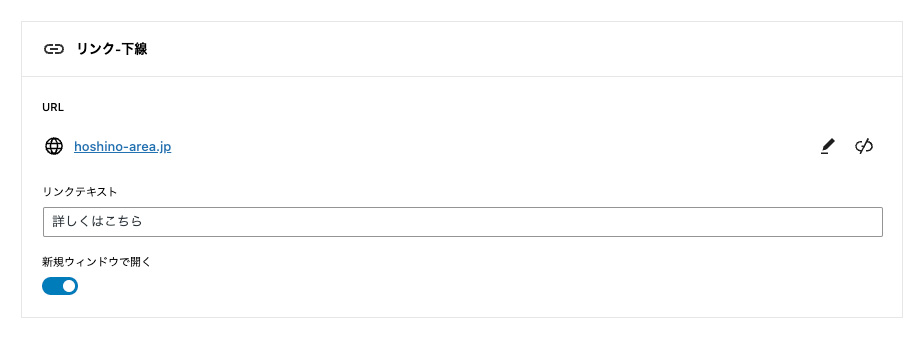 リンク-下線
URL
hoshino-area.jp
リンクテキスト
詳しくはこちら
新規ウィンドウで開く